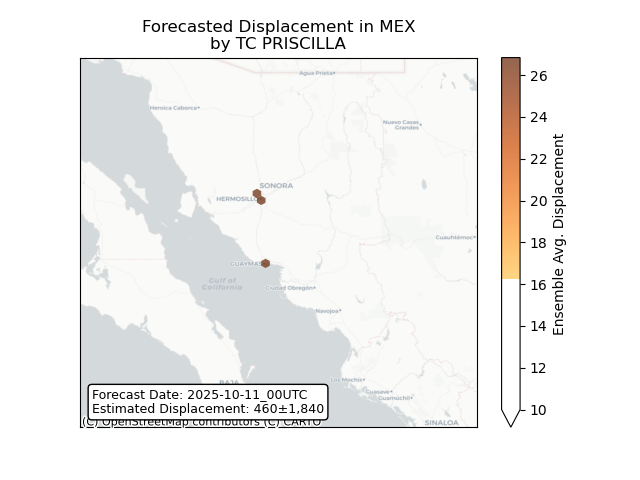 Forecasted Displacement in MEX
by TC PRISCILLA
Agua Prieta
Heroica Caborca
Nuevo Casas
Grandes
SONORA
HERMOSILLO
Cuauhtémoc
GUAYMAS
Gulf of
California
Ciudad Obregón
Navojoa
BAJA
Los Mochis
Guasave
Guamúchil
SINALOA
Forecast Date: 2025-10-11_00UTC
Estimated Displacement: 460±1,840
(C) OpenStreetMap contributors (C) CARTO
26
24
22
20
18
16
14
12
10
Ensemble Avg. Displacement